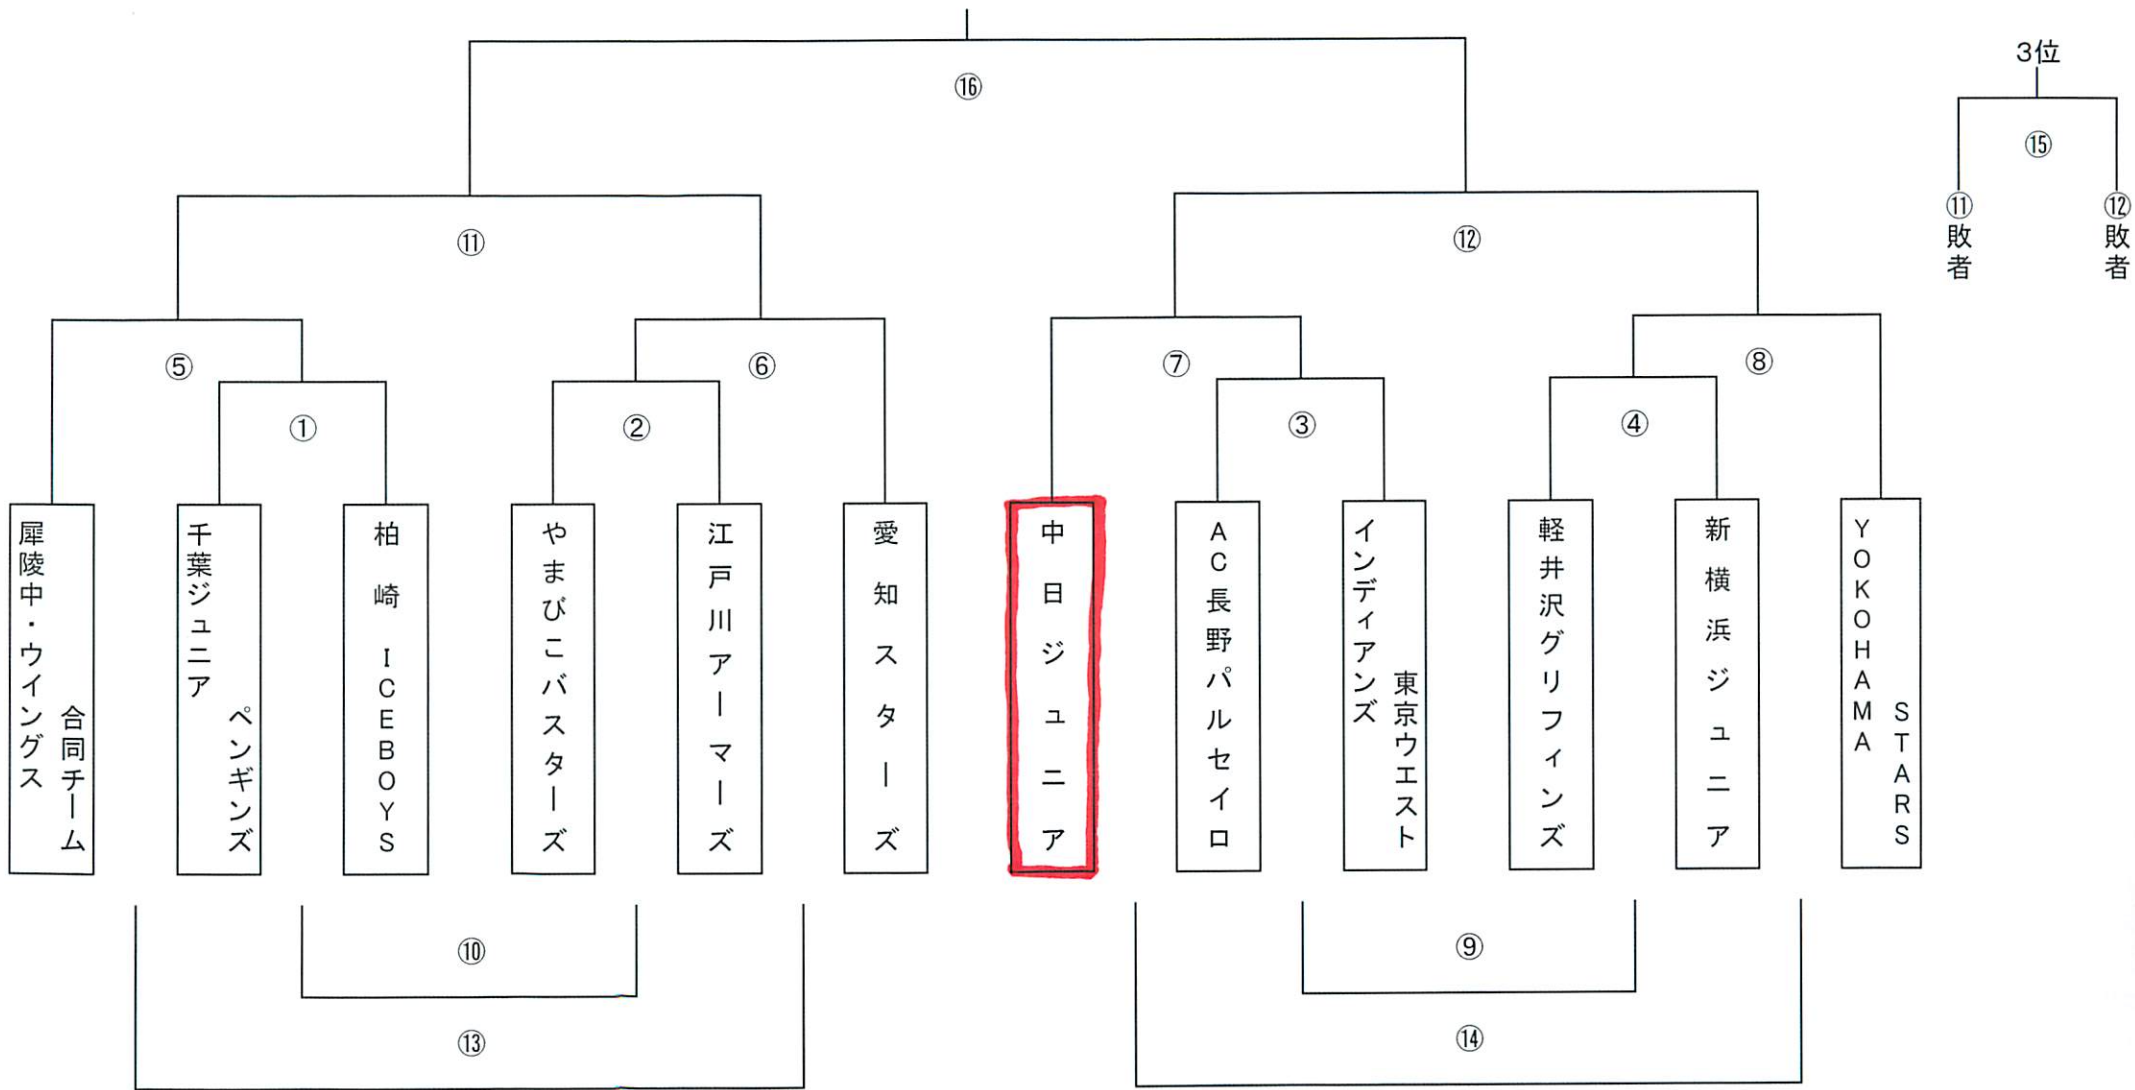 ⑯
3位
⑮
⑪敗者
⑫敗者
⑪
⑫
⑤
⑥
⑦
⑧
①
②
③
④
犀陵中・ウイングス
合同チーム
千葉ジュニア
ペンギンズ
柏崎 ICEBOYS
やまびこバスターズ
江戸川アーマーズ
愛知スターズ
中日ジュニア
AC長野パルセイロ
東京ウエスト
インディアンズ
軽井沢グリフィンズ
新横浜ジュニア
YOKOHAMA
STARS
⑩
⑨
⑬
⑭